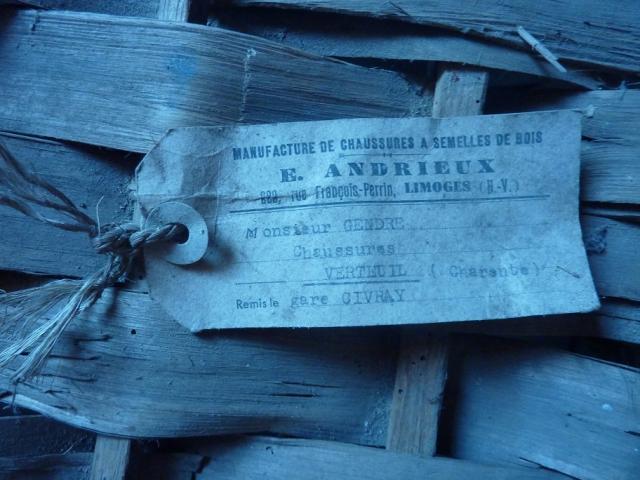 MANUFACTURE DE CHAUSSURES A SEMELLES DE BOIS
E. ANDRIEUX
rue François-Perrin, LIMOGES (H.-V.)
Monsieur GENDRE
Chaussures
VERTEUIL (Charente)
Remis le gare CIVRAY